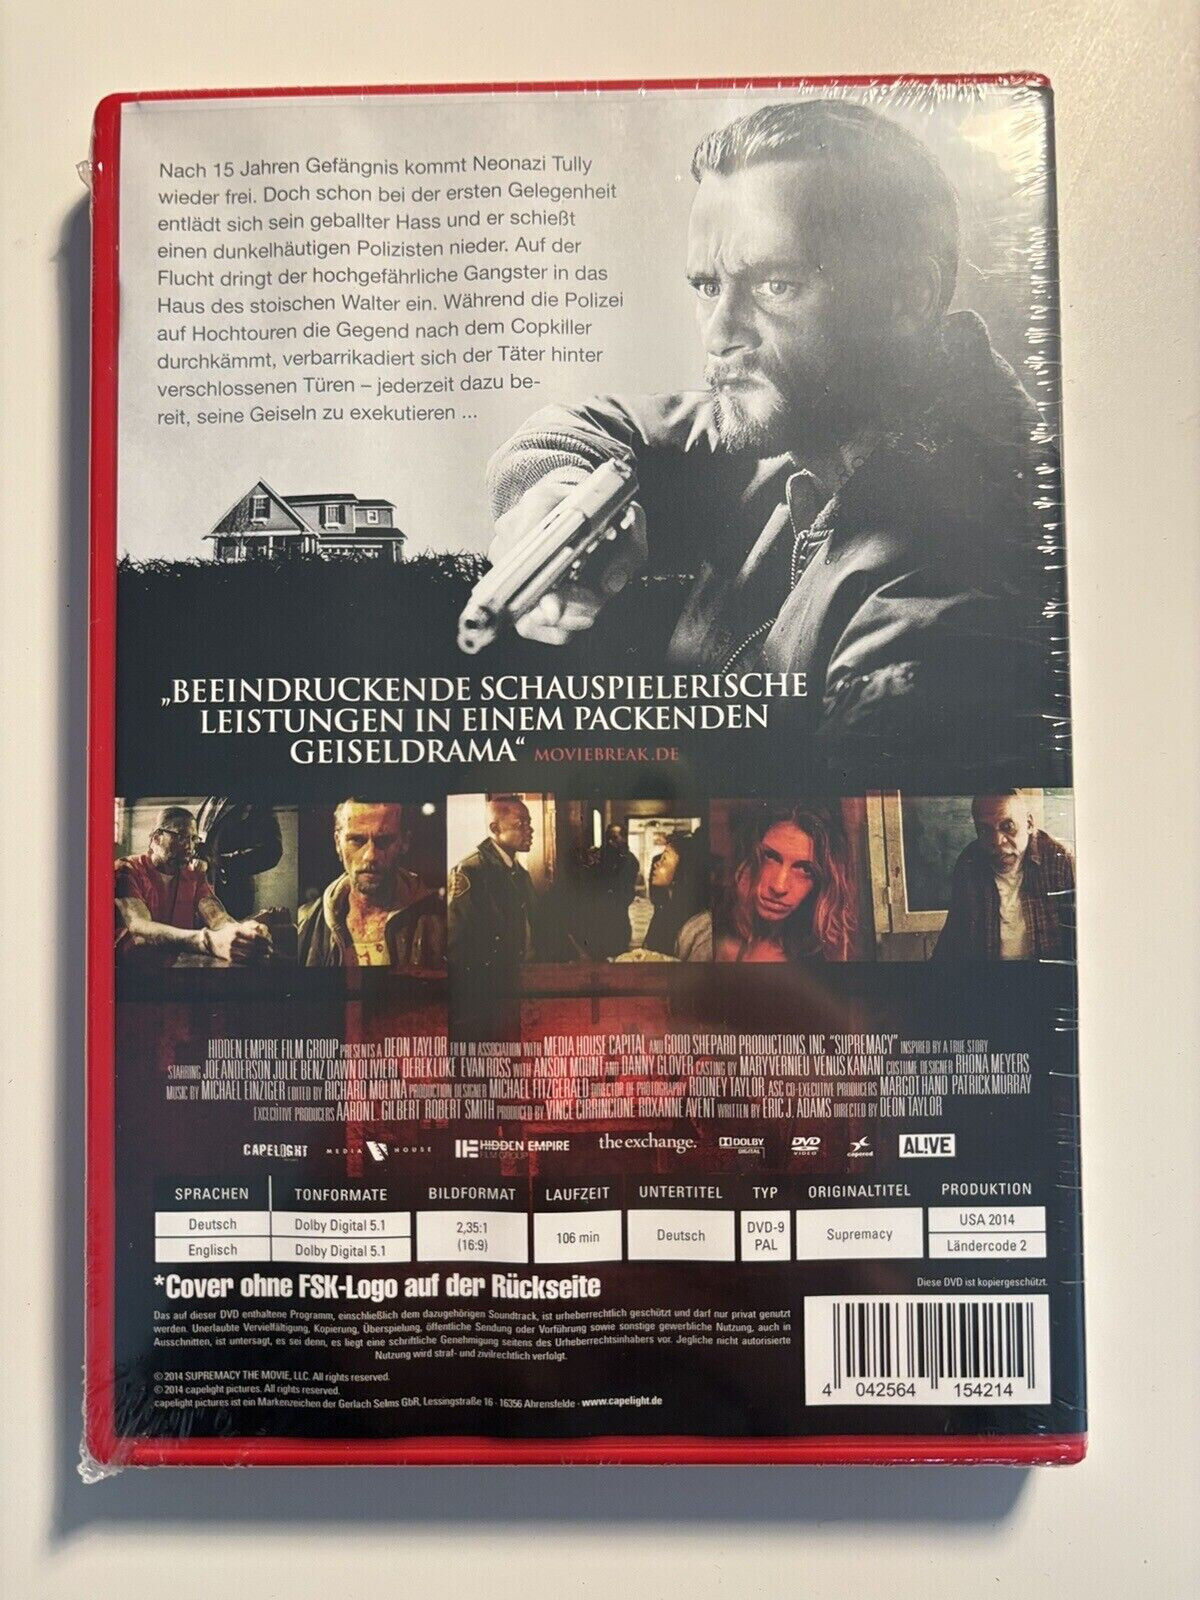 Nach 15 Jahren Gefängnis kommt Neonazi Tully
wieder frei. Doch schon bei der ersten Gelegenheit
entlädt sich sein geballter Hass und er schießt
einen dunkelhäutigen Polizisten nieder. Auf der
Flucht dringt der hochgefährliche Gangster in das
Haus des stoischen Walter ein. Während die Polizei
auf Hochtouren die Gegend nach dem Copkiller
durchkämmt, verbarrikadiert sich der Täter hinter
verschlossenen Türen – jederzeit dazu be-
reit, seine Geiseln zu exekutieren ...
„BEEINDRUCKENDE SCHAUSPIELERISCHE
LEISTUNGEN IN EINEM PACKENDEN
GEISELDRAMA“ MOVIEBREAK.DE
HIDDEN EMPIRE FILM GROUP PRESENTS A DEON TAYLOR FILM IN ASSOCIATION WITH MEDIA HOUSE CAPITAL AND GOOD SHEPARD PRODUCTIONS INC. "SUPREMACY" INSPIRED BY A TRUE STORY
STARRING JOE ANDERSON JULIE BENZ DAWN OLIVIERI DEREK LUKE EVAN ROSS WITH ANSON MOUNT AND DANNY GLOVER CASTING BY MARY VERNIEU VENUS KANANI COSTUME DESIGNER RHONA MEYERS
MUSIC BY MICHAEL EINZIGER EDITED BY RICHARD MOLINA PRODUCTION DESIGNER MICHAEL FITZGERALD DIRECTOR OF PHOTOGRAPHY RODNEY TAYLOR, ASC CO-EXECUTIVE PRODUCERS MARGOT HAND PATRICK MURRAY
EXCECUTIVE PRODUCERS AARON L. GILBERT ROBERT SMITH PRODUCED BY VINCE CIRRINCIONE ROXANNE AVENT WRITTEN BY ERIC J. ADAMS DIRECTED BY DEON TAYLOR
CAPELIGHT MEDIA HOUSE HIDDEN EMPIRE FILM GROUP the exchange. DOLBY DIGITAL DVD VIDEO capered AL!VE
SPRACHEN TONFORMATE BILDFORMAT LAUFZEIT UNTERTITEL TYP ORIGINALTITEL PRODUKTION
Deutsch Dolby Digital 5.1 2,35:1 106 min Deutsch DVD-9 Supremacy USA 2014
Englisch Dolby Digital 5.1 (16:9) PAL Ländercode 2
*Cover ohne FSK-Logo auf der Rückseite
Diese DVD ist kopiergeschützt.
Das auf dieser DVD enthaltene Programm, einschließlich dem dazugehörigen Soundtrack, ist urheberrechtlich geschützt und darf nur privat genutzt
werden. Unerlaubte Vervielfältigung, Kopierung, Überspielung, öffentliche Sendung oder Vorführung sowie sonstige gewerbliche Nutzung, auch in
Ausschnitten, ist untersagt, es sei denn, es liegt eine schriftliche Genehmigung seitens des Urheberrechtsinhabers vor. Jegliche nicht autorisierte
Nutzung wird straf- und zivilrechtlich verfolgt.
© 2014 SUPREMACY THE MOVIE, LLC. All rights reserved.
© 2014 capelight pictures. All rights reserved.
capelight pictures ist ein Markenzeichen der Gerlach Selms GbR, Lessingstraße 16 · 16356 Ahrensfelde · www.capelight.de
4 042564 154214